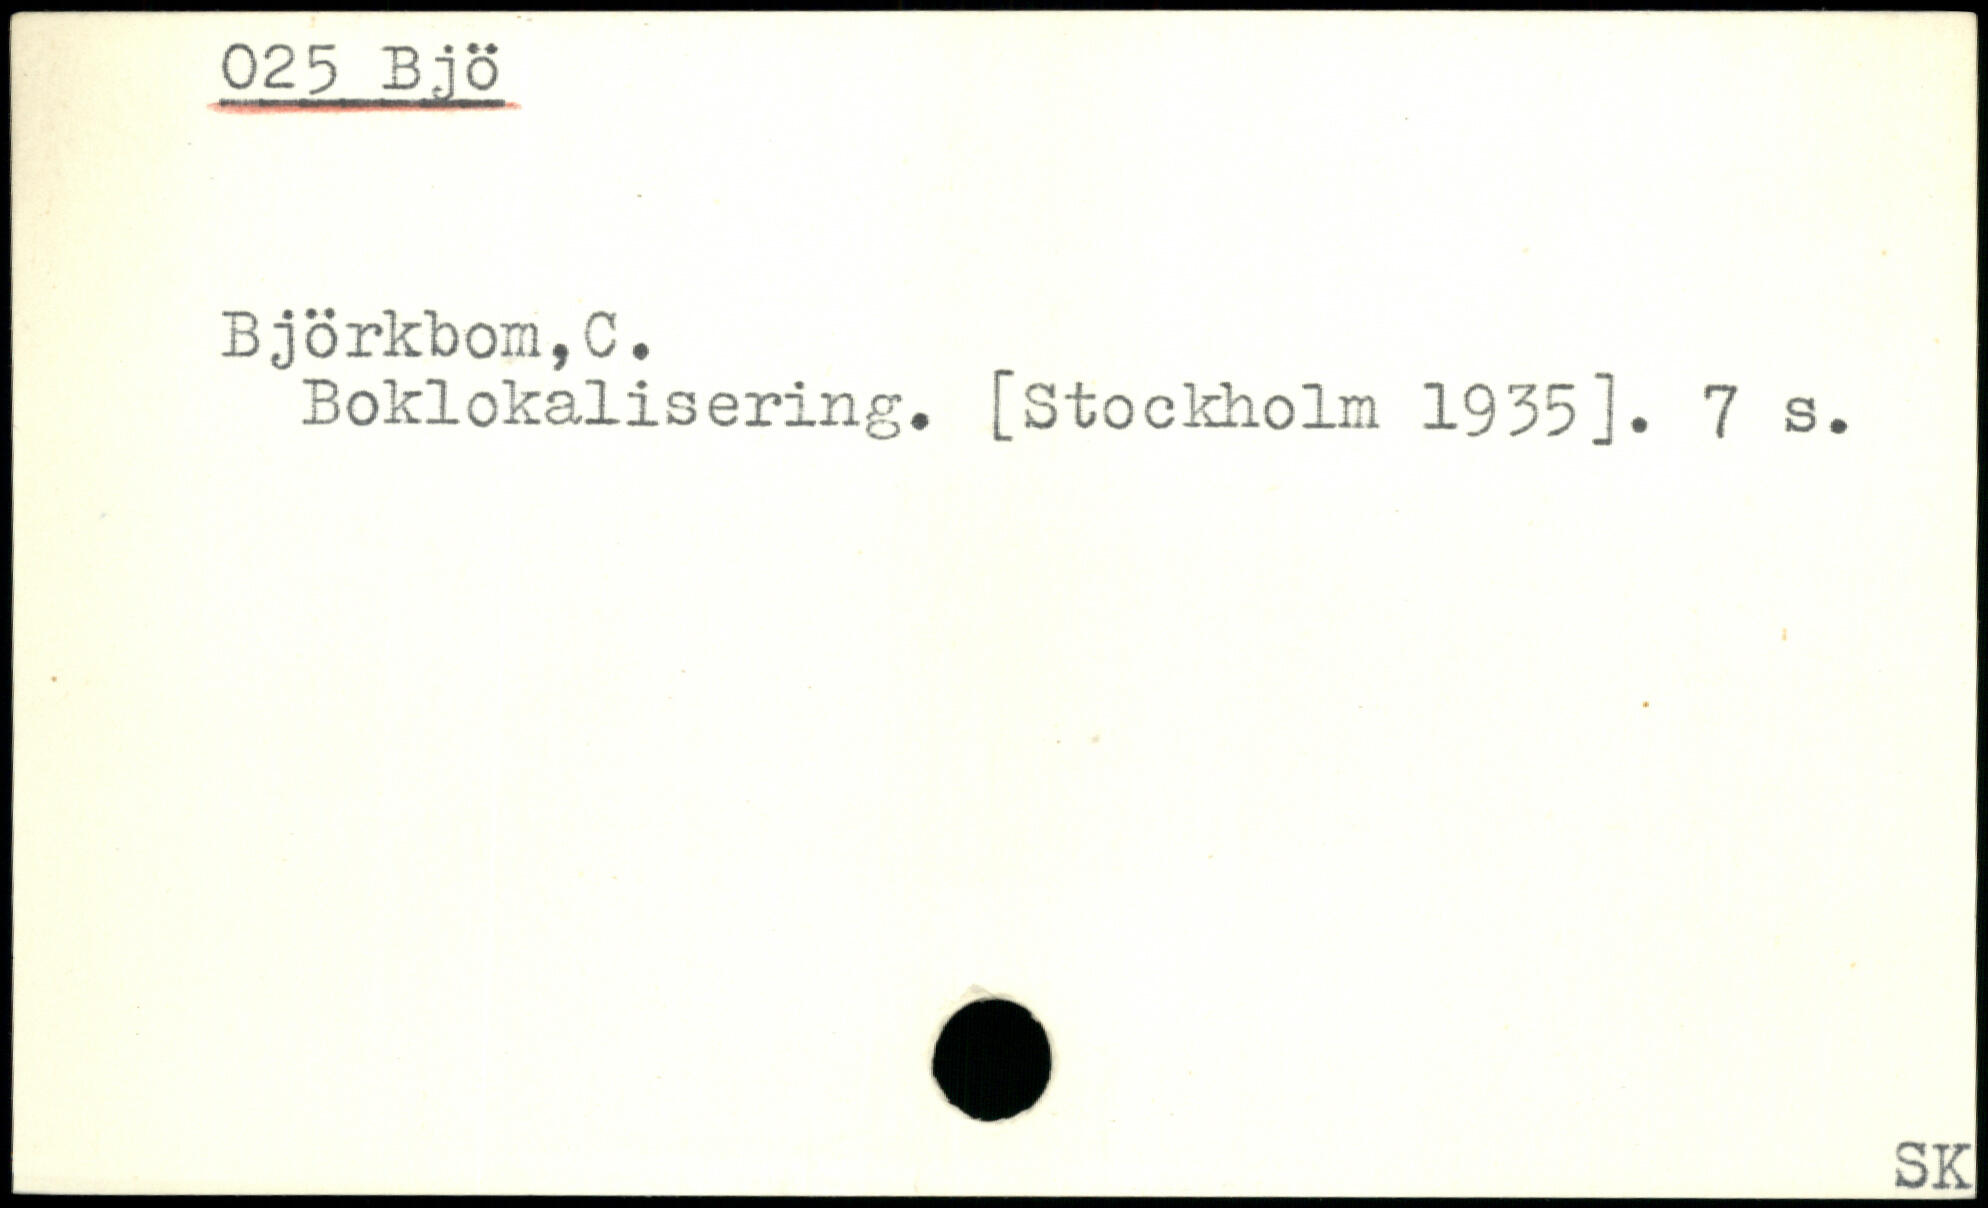 025 Bjö
Björkbom,C.
Boklokalisering. [Stockholm 1935]. 7 s.
SK